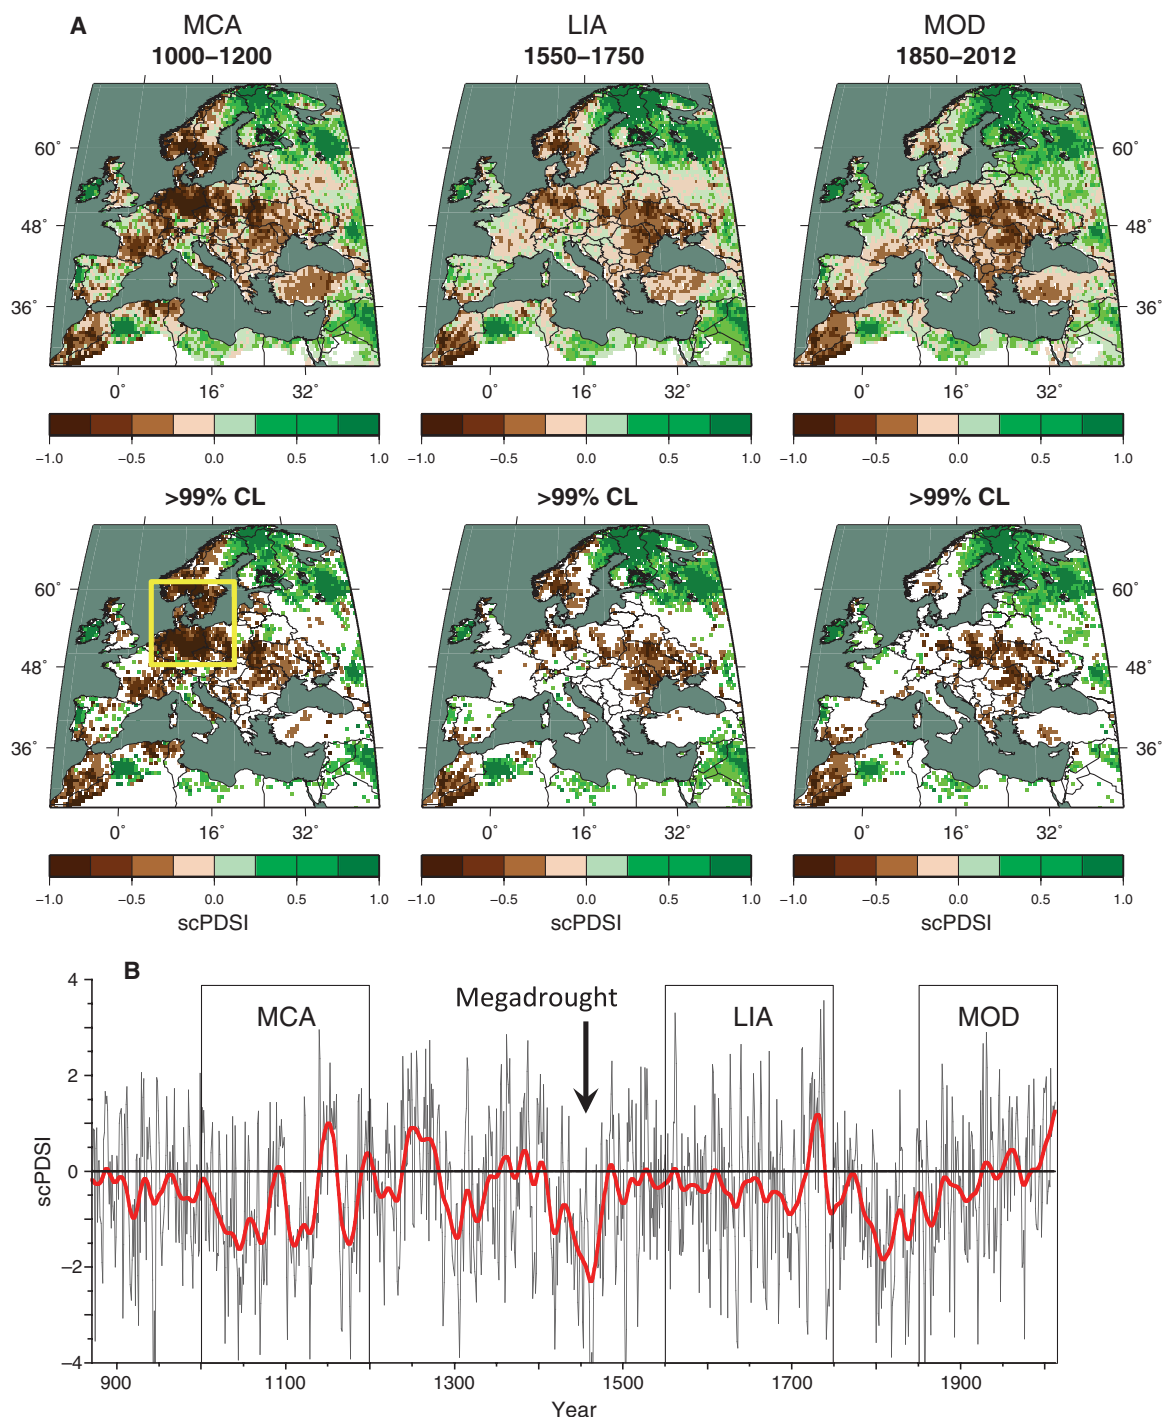 A MCA LIA MOD
1000–1200 1550–1750 1850–2012
60° 60°
48° 48°
36° 36°
0° 16° 32° 0° 16° 32° 0° 16° 32°
−1.0 −0.5 0.0 0.5 1.0 −1.0 −0.5 0.0 0.5 1.0 −1.0 −0.5 0.0 0.5 1.0
>99% CL >99% CL >99% CL
60° 60°
48° 48°
36° 36°
0° 16° 32° 0° 16° 32° 0° 16° 32°
−1.0 −0.5 0.0 0.5 1.0 −1.0 −0.5 0.0 0.5 1.0 −1.0 −0.5 0.0 0.5 1.0
scPDSI scPDSI scPDSI
B
4
Megadrought
MCA LIA MOD
2
0
scPDSI
−2
−4
900 1100 1300 1500 1700 1900
Year